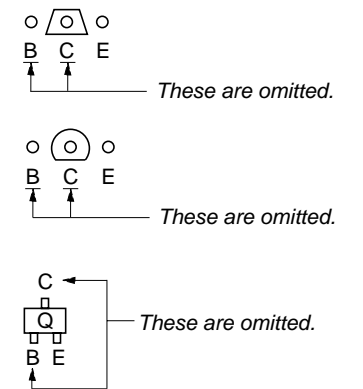 B C E
These are omitted.
B C E
These are omitted.
C
Q
These are omitted.
B E